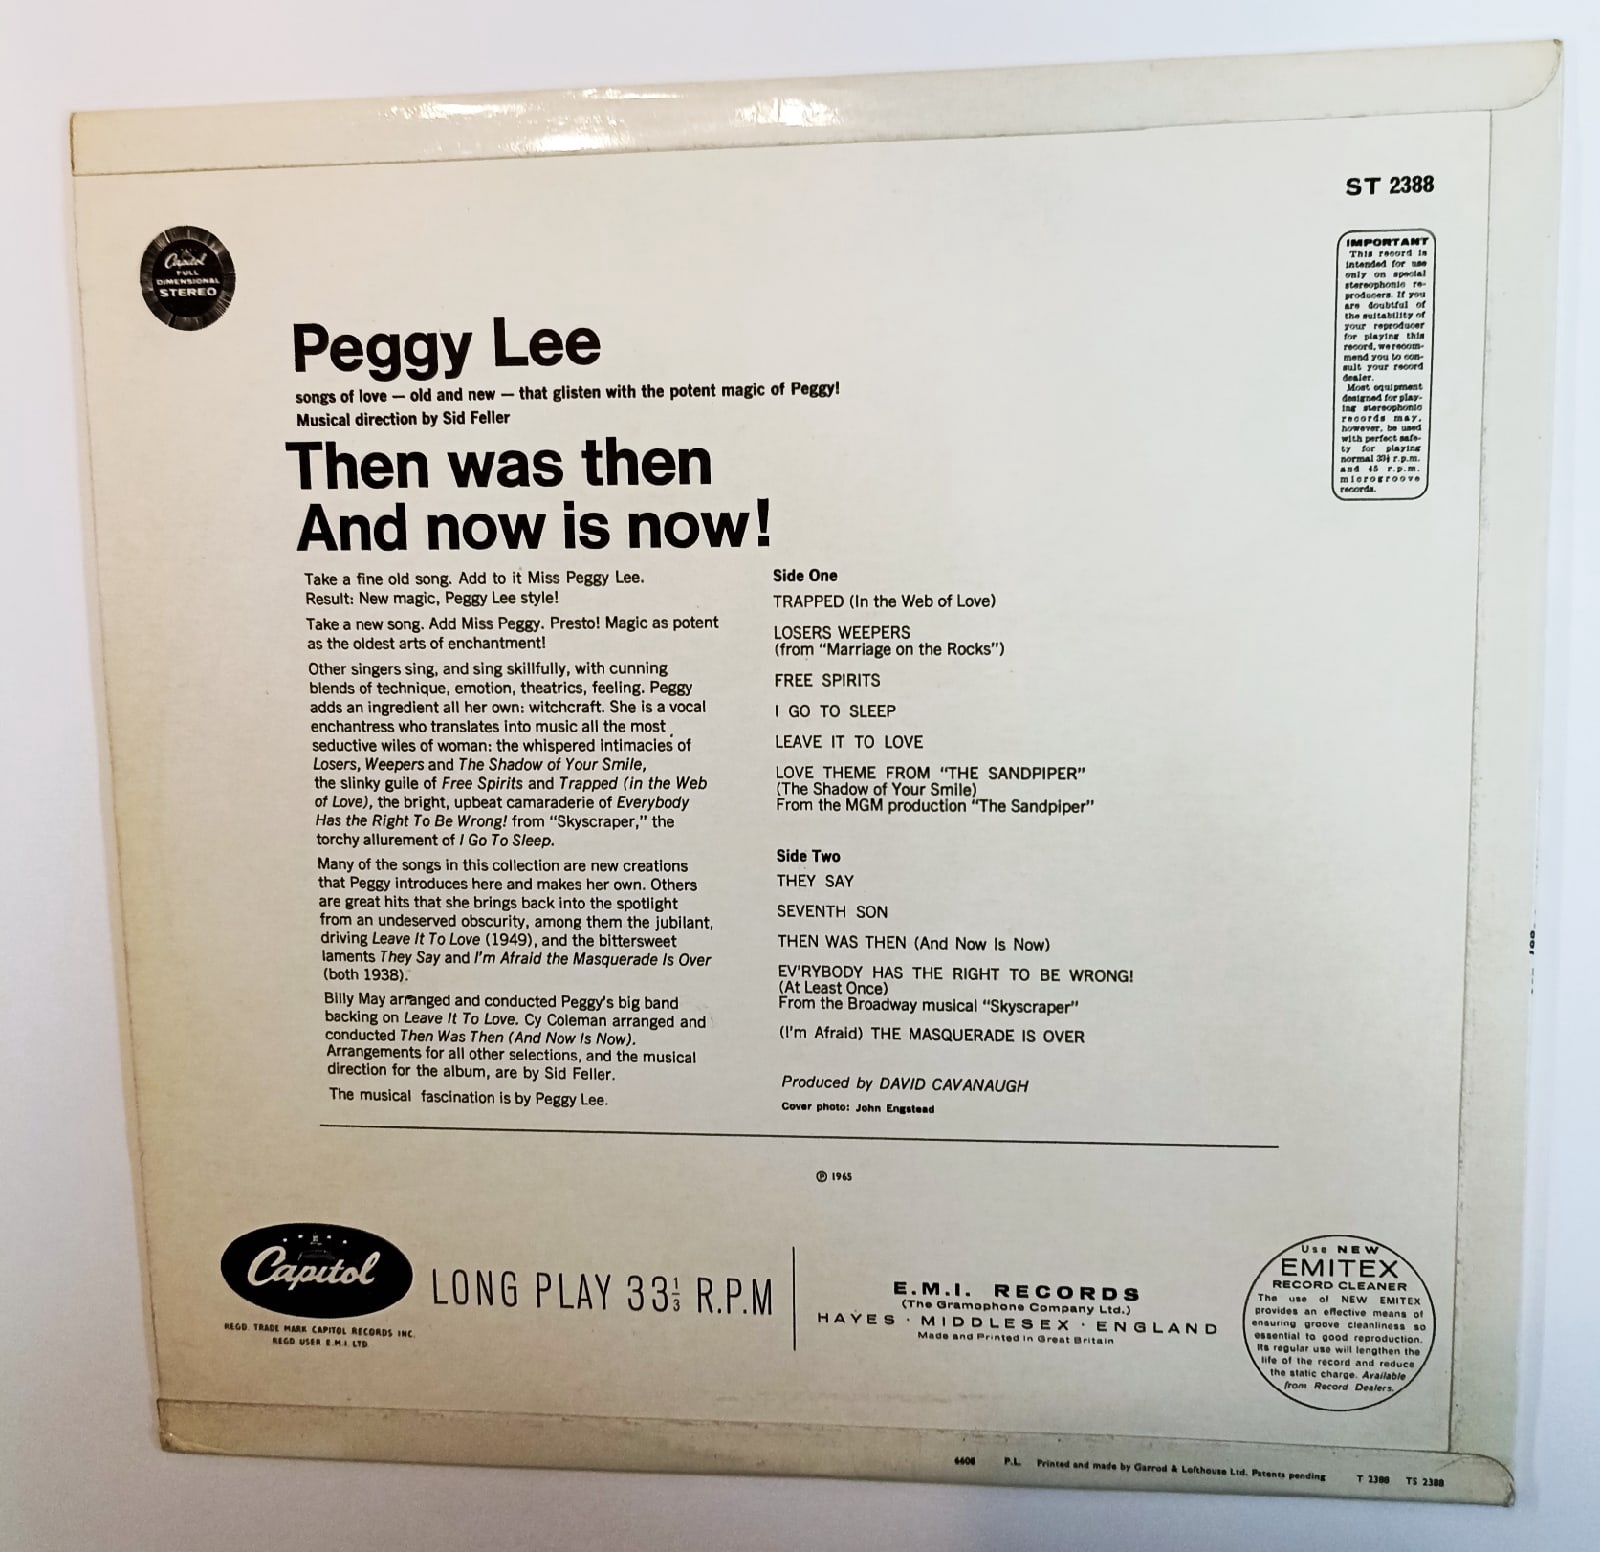 ST 2388
Capitol
FULL
DIMENSIONAL
STEREO
IMPORTANT
This record is
intended for use
only on special
stereophonic re-
producers. If you
are doubtful of
the suitability of
your reproducer
for playing this
record, we recom-
mend you to con-
sult your record
dealer.
Most equipment
designed for play-
ing stereophonic
records may,
however, be used
with perfect safe-
ty for playing
normal 33⅓ r.p.m.
and 45 r.p.m.
microgroove
records.
Peggy Lee
songs of love — old and new — that glisten with the potent magic of Peggy!
Musical direction by Sid Feller
Then was then
And now is now!
Take a fine old song. Add to it Miss Peggy Lee.
Result: New magic, Peggy Lee style!
Take a new song. Add Miss Peggy. Presto! Magic as potent
as the oldest arts of enchantment!
Other singers sing, and sing skillfully, with cunning
blends of technique, emotion, theatrics, feeling. Peggy
adds an ingredient all her own: witchcraft. She is a vocal
enchantress who translates into music all the most
seductive wiles of woman: the whispered intimacies of
Losers, Weepers and The Shadow of Your Smile,
the slinky guile of Free Spirits and Trapped (in the Web
of Love), the bright, upbeat camaraderie of Everybody
Has the Right To Be Wrong! from "Skyscraper," the
torchy allurement of I Go To Sleep.
Many of the songs in this collection are new creations
that Peggy introduces here and makes her own. Others
are great hits that she brings back into the spotlight
from an undeserved obscurity, among them the jubilant,
driving Leave It To Love (1949), and the bittersweet
laments They Say and I'm Afraid the Masquerade Is Over
(both 1938).
Billy May arranged and conducted Peggy's big band
backing on Leave It To Love. Cy Coleman arranged and
conducted Then Was Then (And Now Is Now).
Arrangements for all other selections, and the musical
direction for the album, are by Sid Feller.
The musical fascination is by Peggy Lee.
Side One
TRAPPED (In the Web of Love)
LOSERS WEEPERS
(from "Marriage on the Rocks")
FREE SPIRITS
I GO TO SLEEP
LEAVE IT TO LOVE
LOVE THEME FROM "THE SANDPIPER"
(The Shadow of Your Smile)
From the MGM production "The Sandpiper"
Side Two
THEY SAY
SEVENTH SON
THEN WAS THEN (And Now Is Now)
EV'RYBODY HAS THE RIGHT TO BE WRONG!
(At Least Once)
From the Broadway musical "Skyscraper"
(I'm Afraid) THE MASQUERADE IS OVER
Produced by DAVID CAVANAUGH
Cover photo: John Engstead
℗ 1965
Capitol
REGD. TRADE MARK CAPITOL RECORDS INC.
REGD USER E.M.I. LTD.
LONG PLAY 33⅓ R.P.M
E.M.I. RECORDS
(The Gramophone Company Ltd.)
HAYES · MIDDLESEX · ENGLAND
Made and Printed in Great Britain
Use NEW
EMITEX
RECORD CLEANER
The use of NEW EMITEX
provides an effective means of
ensuring groove cleanliness so
essential to good reproduction.
Its regular use will lengthen the
life of the record and reduce
the static charge. Available
from Record Dealers.
6608 P.L. Printed and made by Garrod & Lofthouse Ltd. Patents pending T 2388 TS 2388